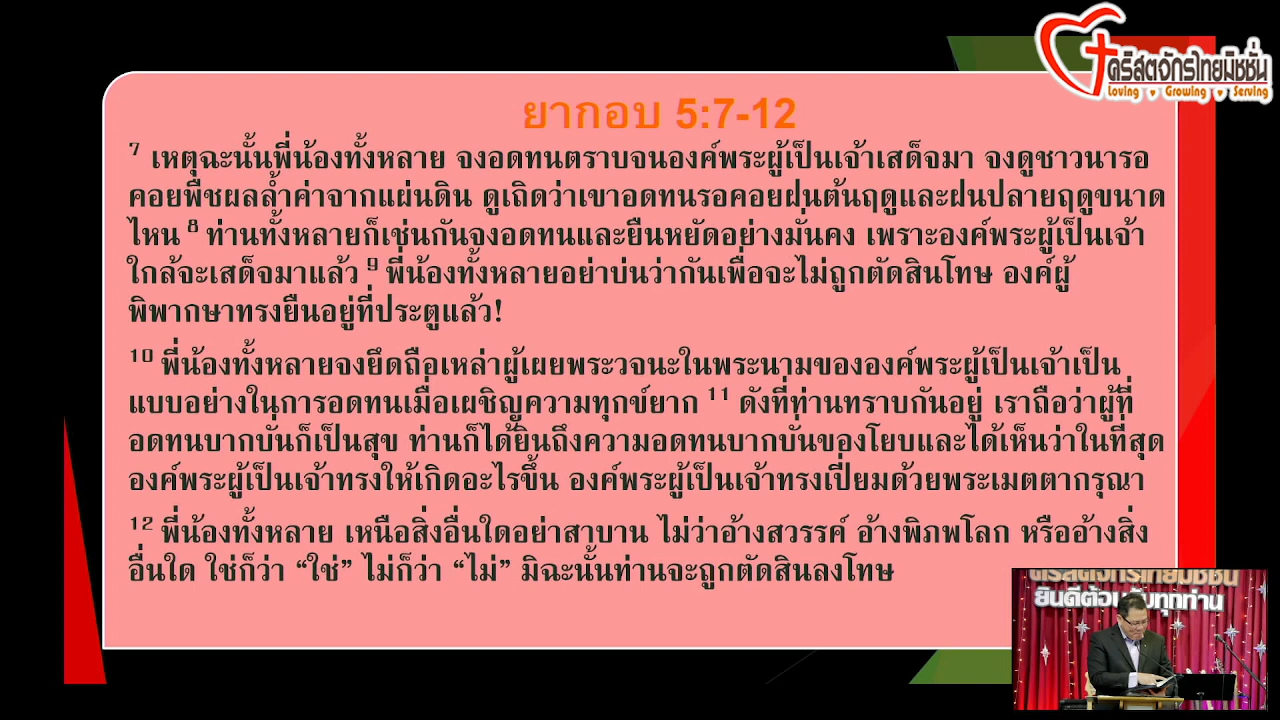 คริสตจักรไทยมิชชั่น
Loving ♥ Growing ♥ Serving
ยากอบ 5:7-12
7 เหตุฉะนั้นพี่น้องทั้งหลาย จงอดทนตราบจนองค์พระผู้เป็นเจ้าเสด็จมา จงดูชาวนารอ
คอยพืชผลล้ำค่าจากแผ่นดิน ดูเถิดว่าเขาอดทนรอคอยฝนต้นฤดูและฝนปลายฤดูขนาด
ไหน 8 ท่านทั้งหลายก็เช่นกันจงอดทนและยืนหยัดอย่างมั่นคง เพราะองค์พระผู้เป็นเจ้า
ใกล้จะเสด็จมาแล้ว 9 พี่น้องทั้งหลายอย่าบ่นว่ากันเพื่อจะไม่ถูกตัดสินโทษ องค์ผู้
พิพากษาทรงยืนอยู่ที่ประตูแล้ว!
10 พี่น้องทั้งหลายจงยึดถือเหล่าผู้เผยพระวจนะในพระนามขององค์พระผู้เป็นเจ้าเป็น
แบบอย่างในการอดทนเมื่อเผชิญความทุกข์ยาก 11 ดังที่ท่านทราบกันอยู่ เราถือว่าผู้ที่
อดทนบากบั่นก็เป็นสุข ท่านก็ได้ยินถึงความอดทนบากบั่นของโยบและได้เห็นว่าในที่สุด
องค์พระผู้เป็นเจ้าทรงให้เกิดอะไรขึ้น องค์พระผู้เป็นเจ้าทรงเปี่ยมด้วยพระเมตตากรุณา
12 พี่น้องทั้งหลาย เหนือสิ่งอื่นใดอย่าสาบาน ไม่ว่าอ้างสวรรค์ อ้างพิภพโลก หรืออ้างสิ่ง
อื่นใด ใช่ก็ว่า “ใช่” ไม่ก็ว่า “ไม่” มิฉะนั้นท่านจะถูกตัดสินลงโทษ
คริสตจักรไทยมิชชั่น
ยินดีต้อนรับทุกท่าน